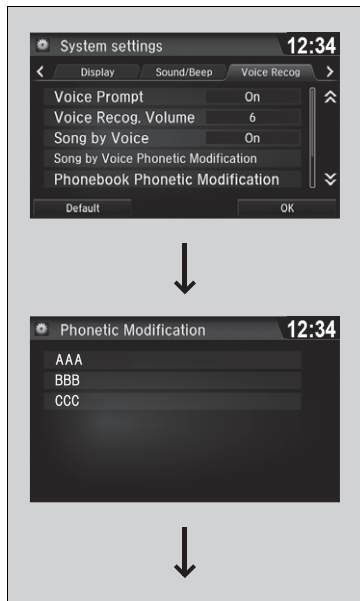 System settings 12:34
Display Sound/Beep Voice Recog
Voice Prompt On
Voice Recog. Volume 6
Song by Voice On
Song by Voice Phonetic Modification
Phonebook Phonetic Modification
Default OK
Phonetic Modification 12:34
AAA
BBB
CCC